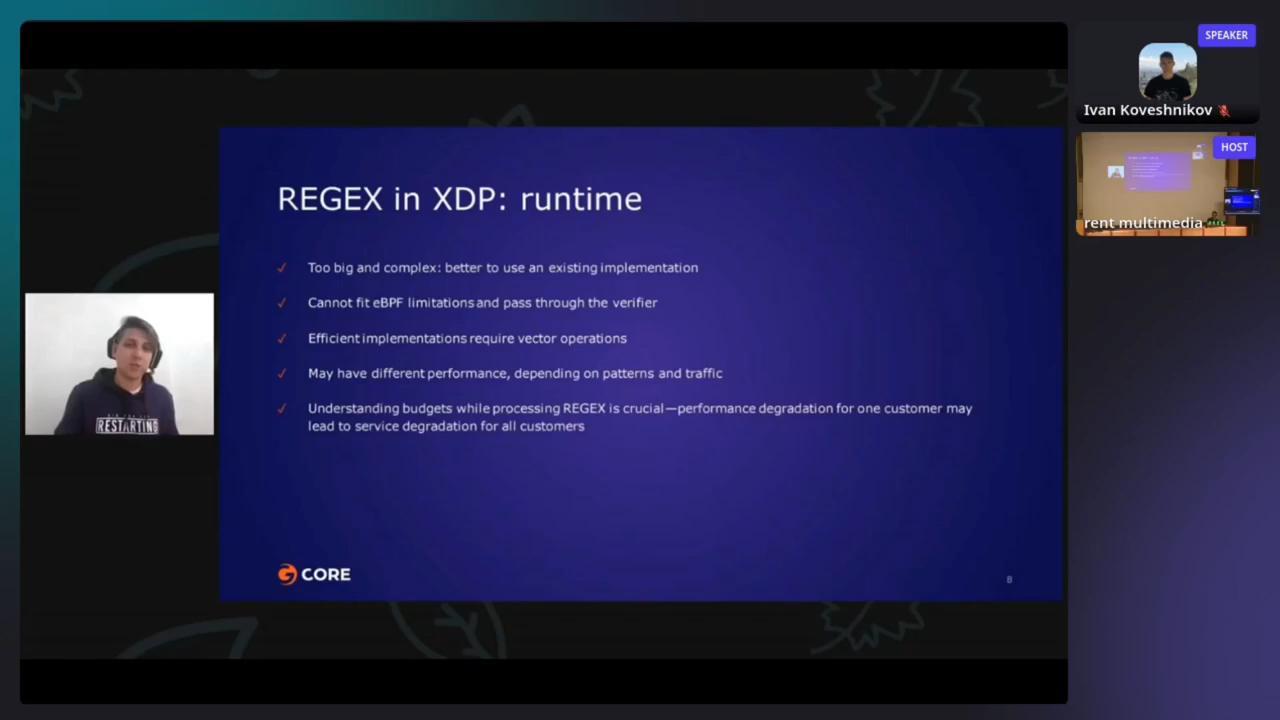 REGEX in XDP: runtime
✓ Too big and complex: better to use an existing implementation
✓ Cannot fit eBPF limitations and pass through the verifier
✓ Efficient implementations require vector operations
✓ May have different performance, depending on patterns and traffic
✓ Understanding budgets while processing REGEX is crucial—performance degradation for one customer may
lead to service degradation for all customers
RESTARTING
CORE
8
SPEAKER
Ivan Koveshnikov
HOST
rent multimedia